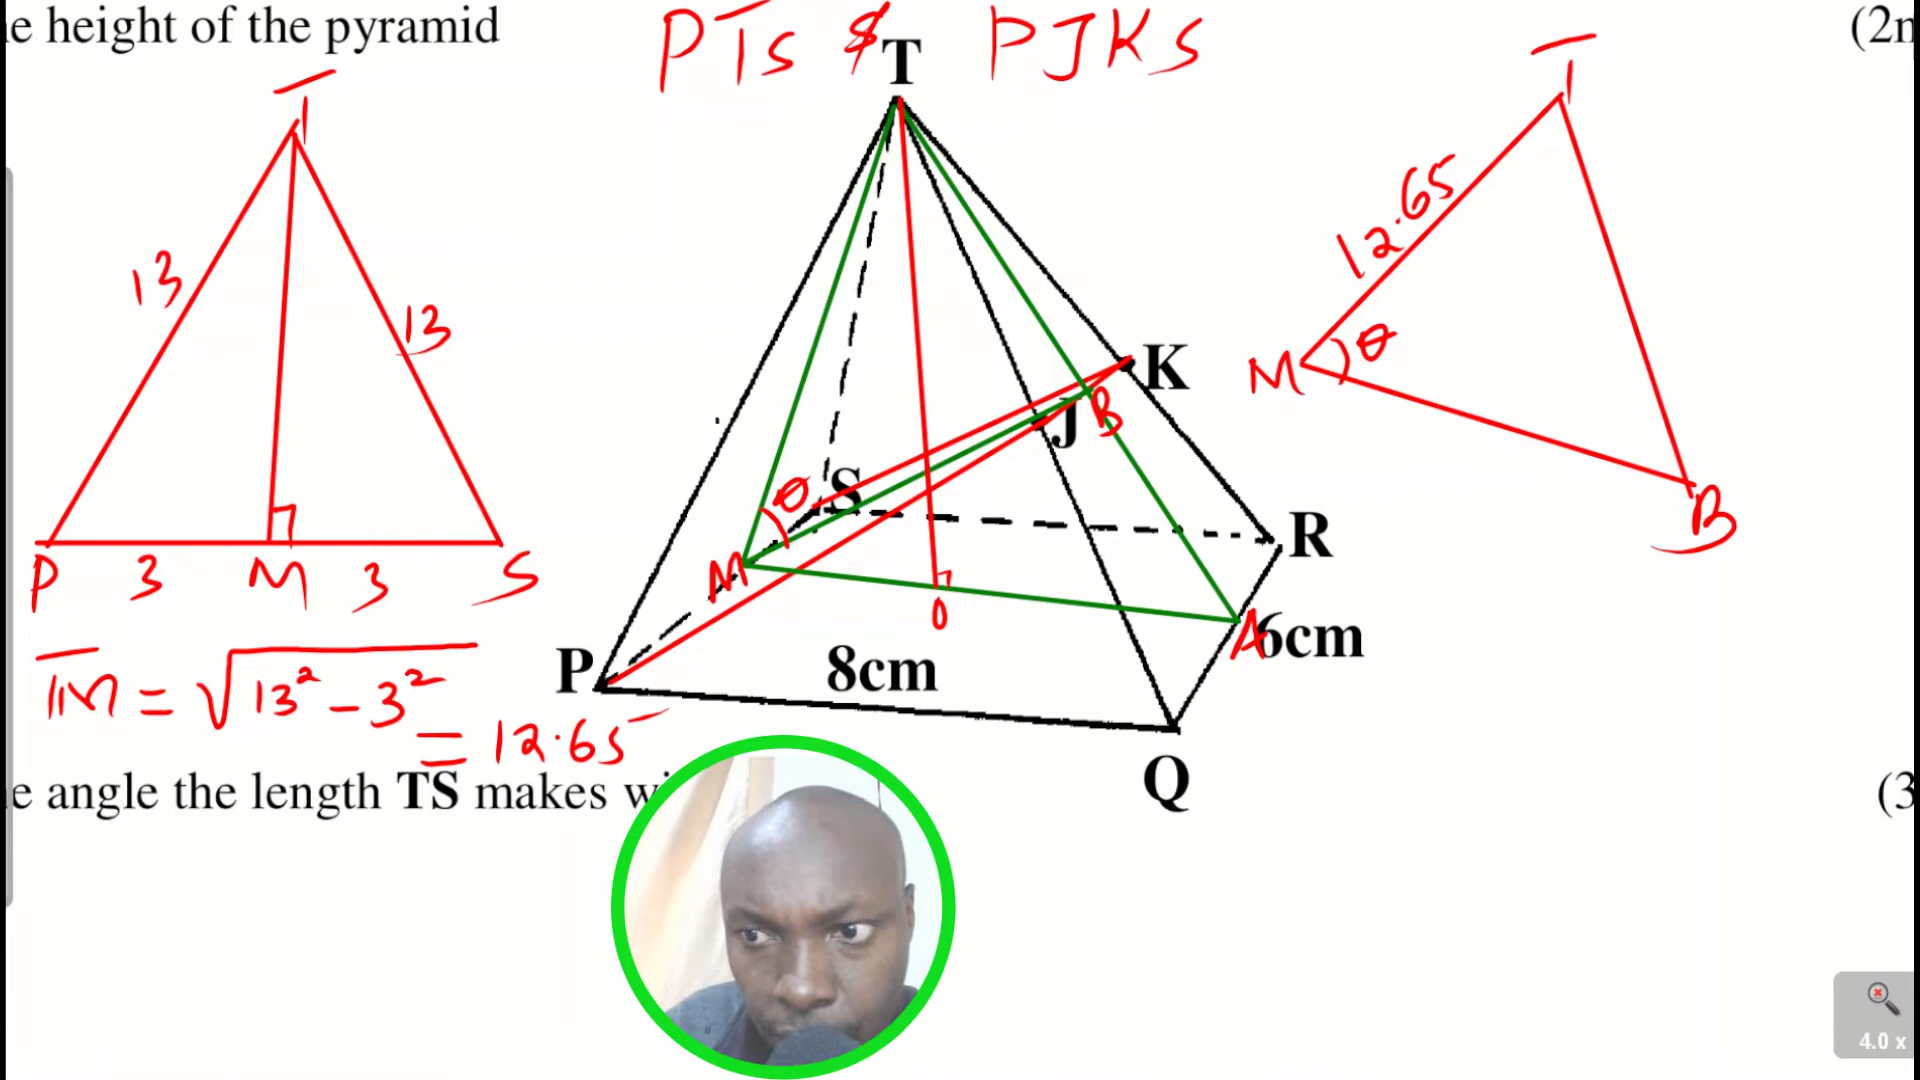 e height of the pyramid
(2m
PTS & PJKS
T
T
T
13
13
12.65
M
θ
K
J
B
S
θ
R
B
M
O
A
6cm
P
3
M
3
S
P
8cm
TM = √13² - 3²
= 12.65
Q
e angle the length TS makes wi
(3
4.0 x